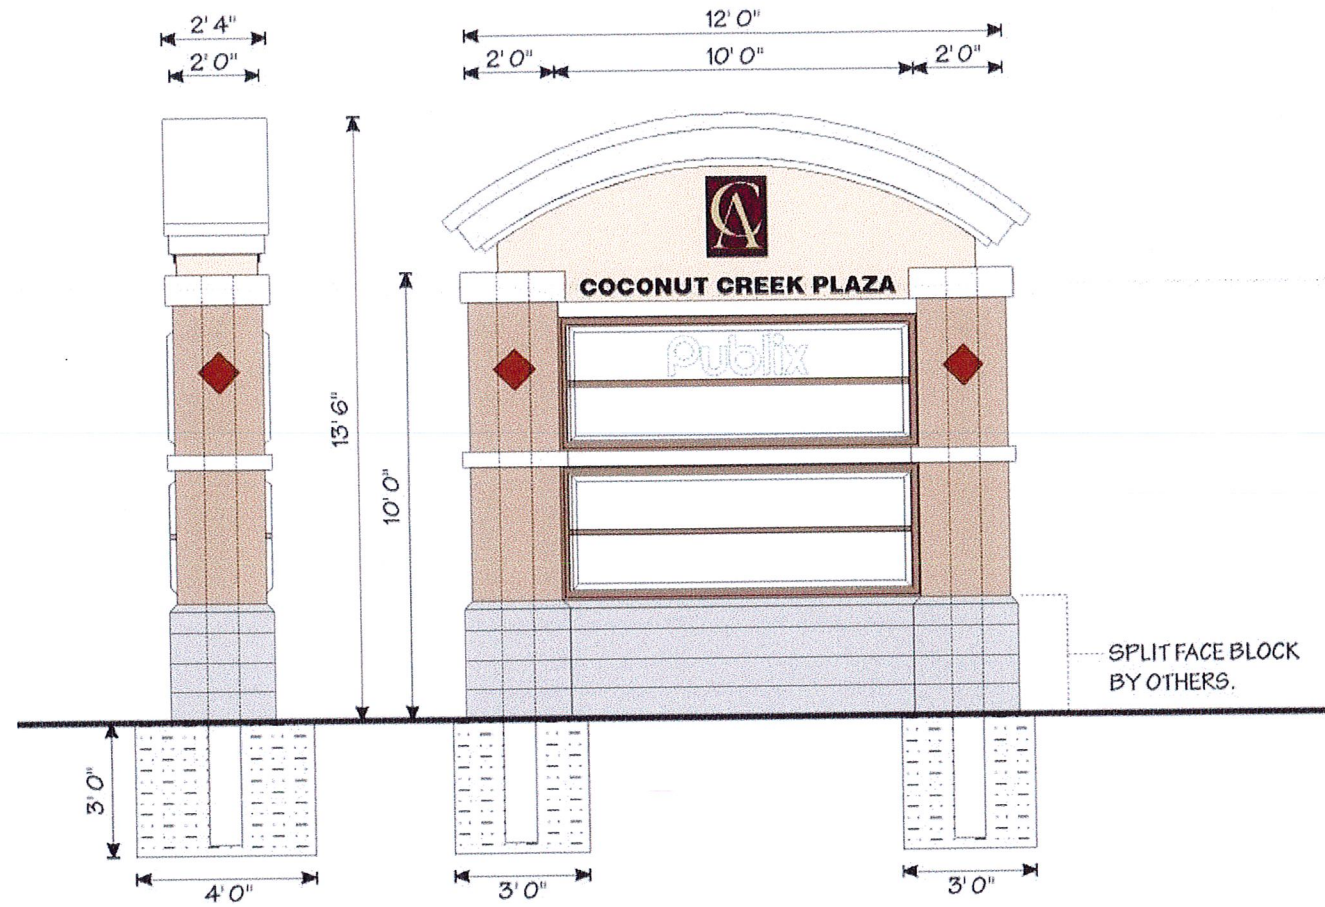 2' 4"
2' 0"
12' 0"
2' 0"
10' 0"
2' 0"
CA
COCONUT CREEK PLAZA
Publix
13' 6"
10' 0"
SPLIT FACE BLOCK
BY OTHERS.
3' 0"
4' 0"
3' 0"
3' 0"